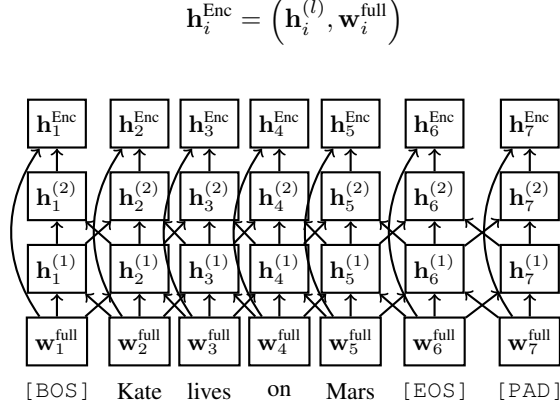 h_i^Enc = (h_i^(l), w_i^full)
h_1^Enc h_2^Enc h_3^Enc h_4^Enc h_5^Enc h_6^Enc h_7^Enc
h_1^(2) h_2^(2) h_3^(2) h_4^(2) h_5^(2) h_6^(2) h_7^(2)
h_1^(1) h_2^(1) h_3^(1) h_4^(1) h_5^(1) h_6^(1) h_7^(1)
w_1^full w_2^full w_3^full w_4^full w_5^full w_6^full w_7^full
[BOS] Kate lives on Mars [EOS] [PAD]